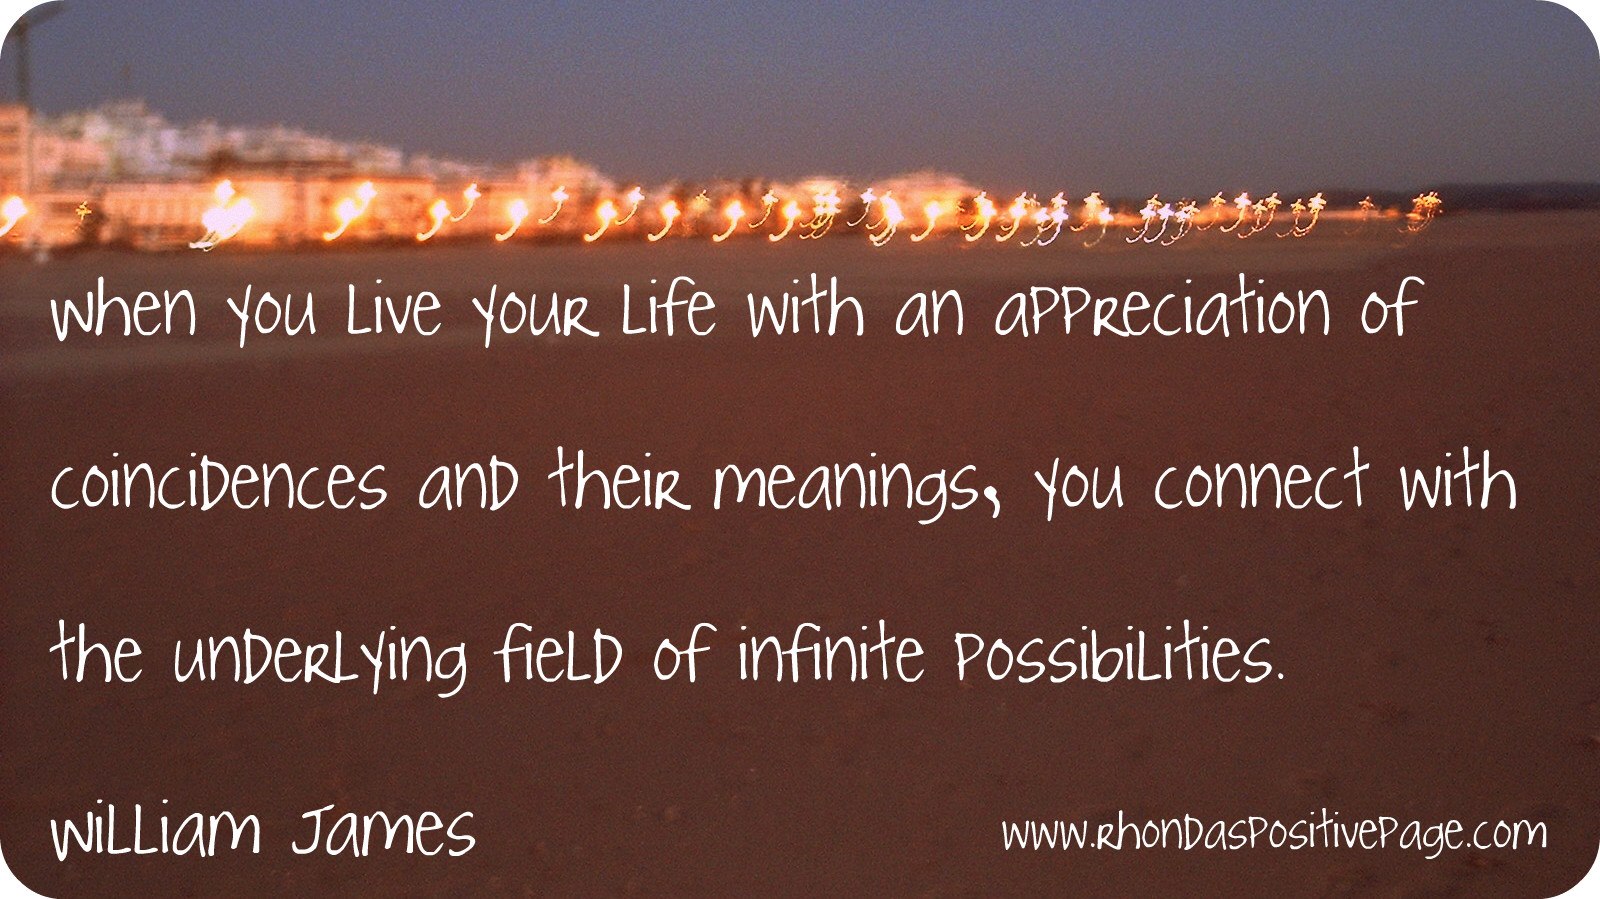 when you live your life with an appreciation of
coincidences and their meanings, you connect with
the underlying field of infinite possibilities.
william James
www.rhondaspositivepage.com